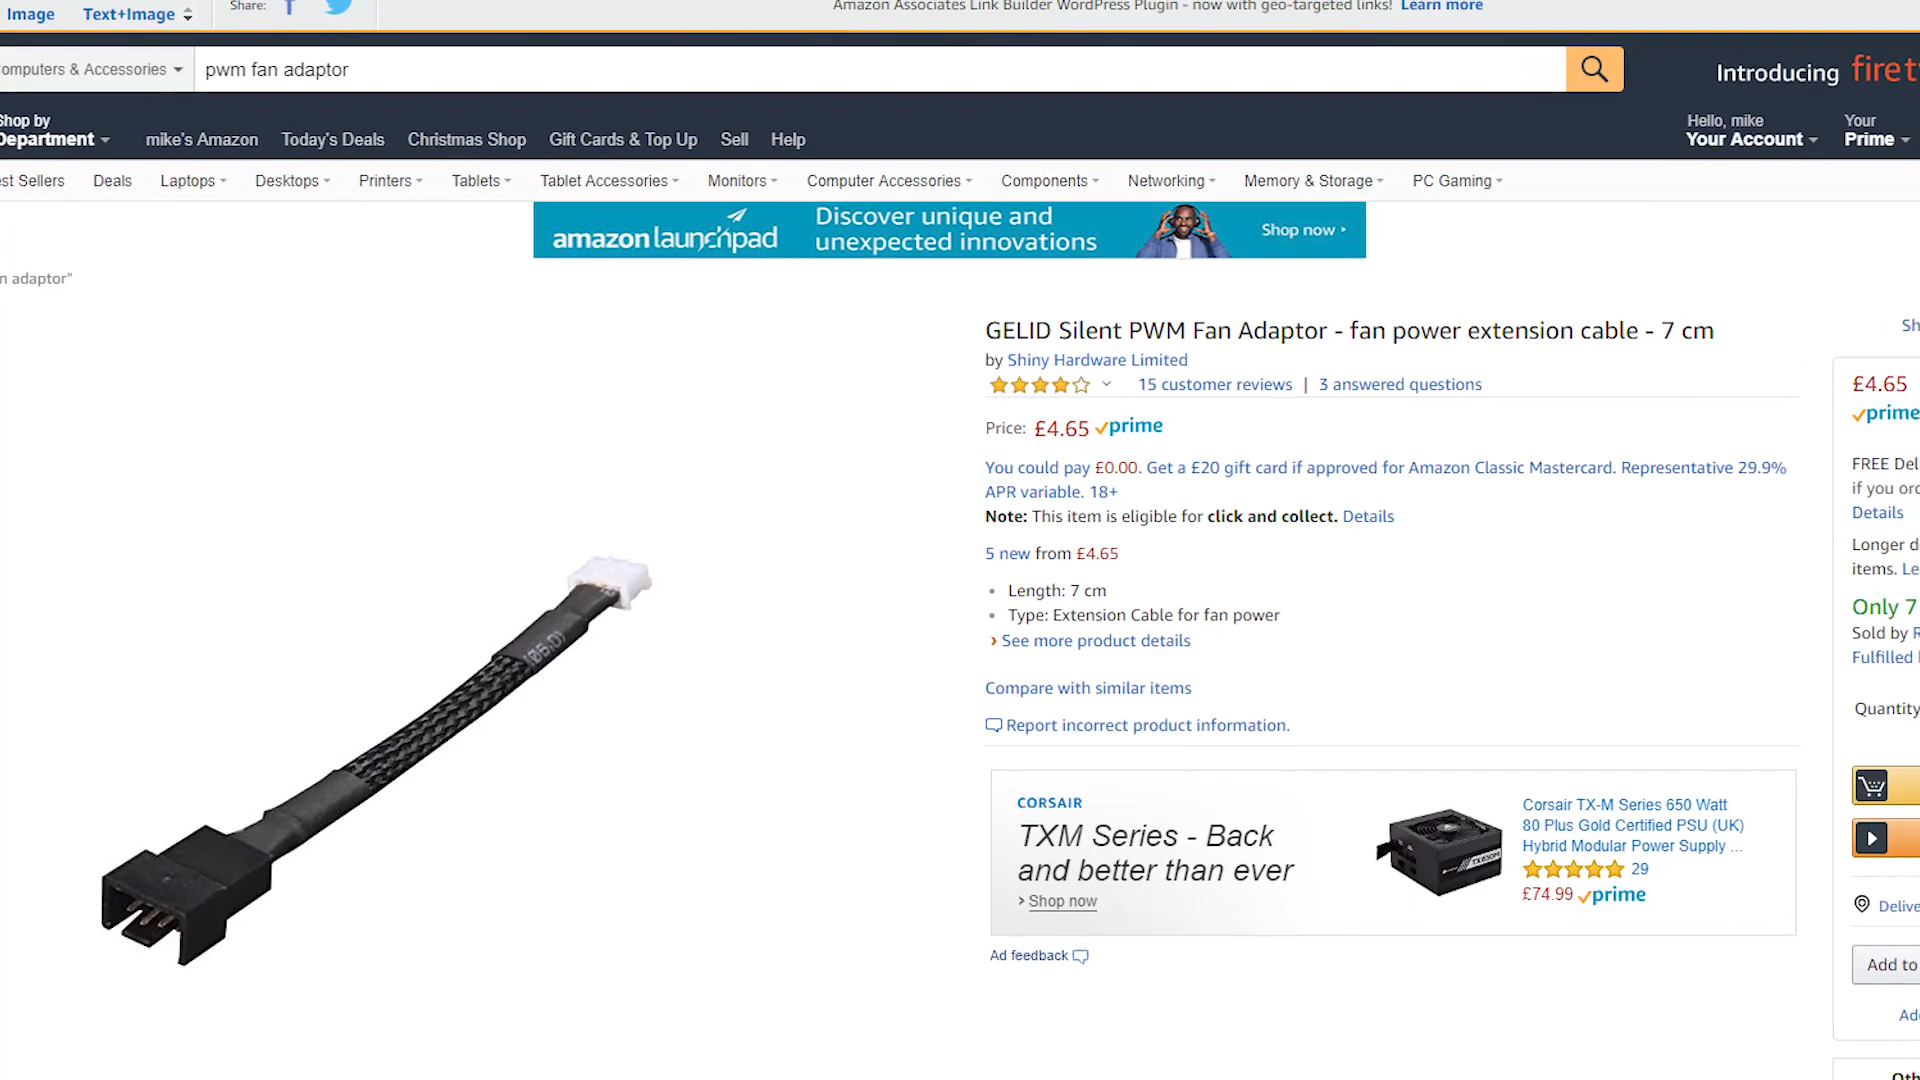 Image Text+Image Share:
Amazon Associates Link Builder WordPress Plugin - now with geo-targeted links! Learn more
omputers & Accessories pwm fan adaptor
Introducing fire t
Shop by
Department
mike's Amazon Today's Deals Christmas Shop Gift Cards & Top Up Sell Help
Hello, mike
Your Account
Your
Prime
est Sellers Deals Laptops Desktops Printers Tablets Tablet Accessories Monitors Computer Accessories Components Networking Memory & Storage PC Gaming
amazon launchpad
Discover unique and
unexpected innovations
Shop now
n adaptor"
GELID Silent PWM Fan Adaptor - fan power extension cable - 7 cm
by Shiny Hardware Limited
15 customer reviews | 3 answered questions
Price: £4.65 prime
You could pay £0.00. Get a £20 gift card if approved for Amazon Classic Mastercard. Representative 29.9%
APR variable. 18+
Note: This item is eligible for click and collect. Details
5 new from £4.65
Length: 7 cm
Type: Extension Cable for fan power
› See more product details
Compare with similar items
Report incorrect product information.
CORSAIR
TXM Series - Back
and better than ever
› Shop now
TX650M
Corsair TX-M Series 650 Watt
80 Plus Gold Certified PSU (UK)
Hybrid Modular Power Supply ...
29
£74.99 prime
Ad feedback
Sh
£4.65
prime
FREE Del
if you ord
Details
Longer d
items. Le
Only 7
Sold by R
Fulfilled
Quantity
Delive
Add to
Add
Oth